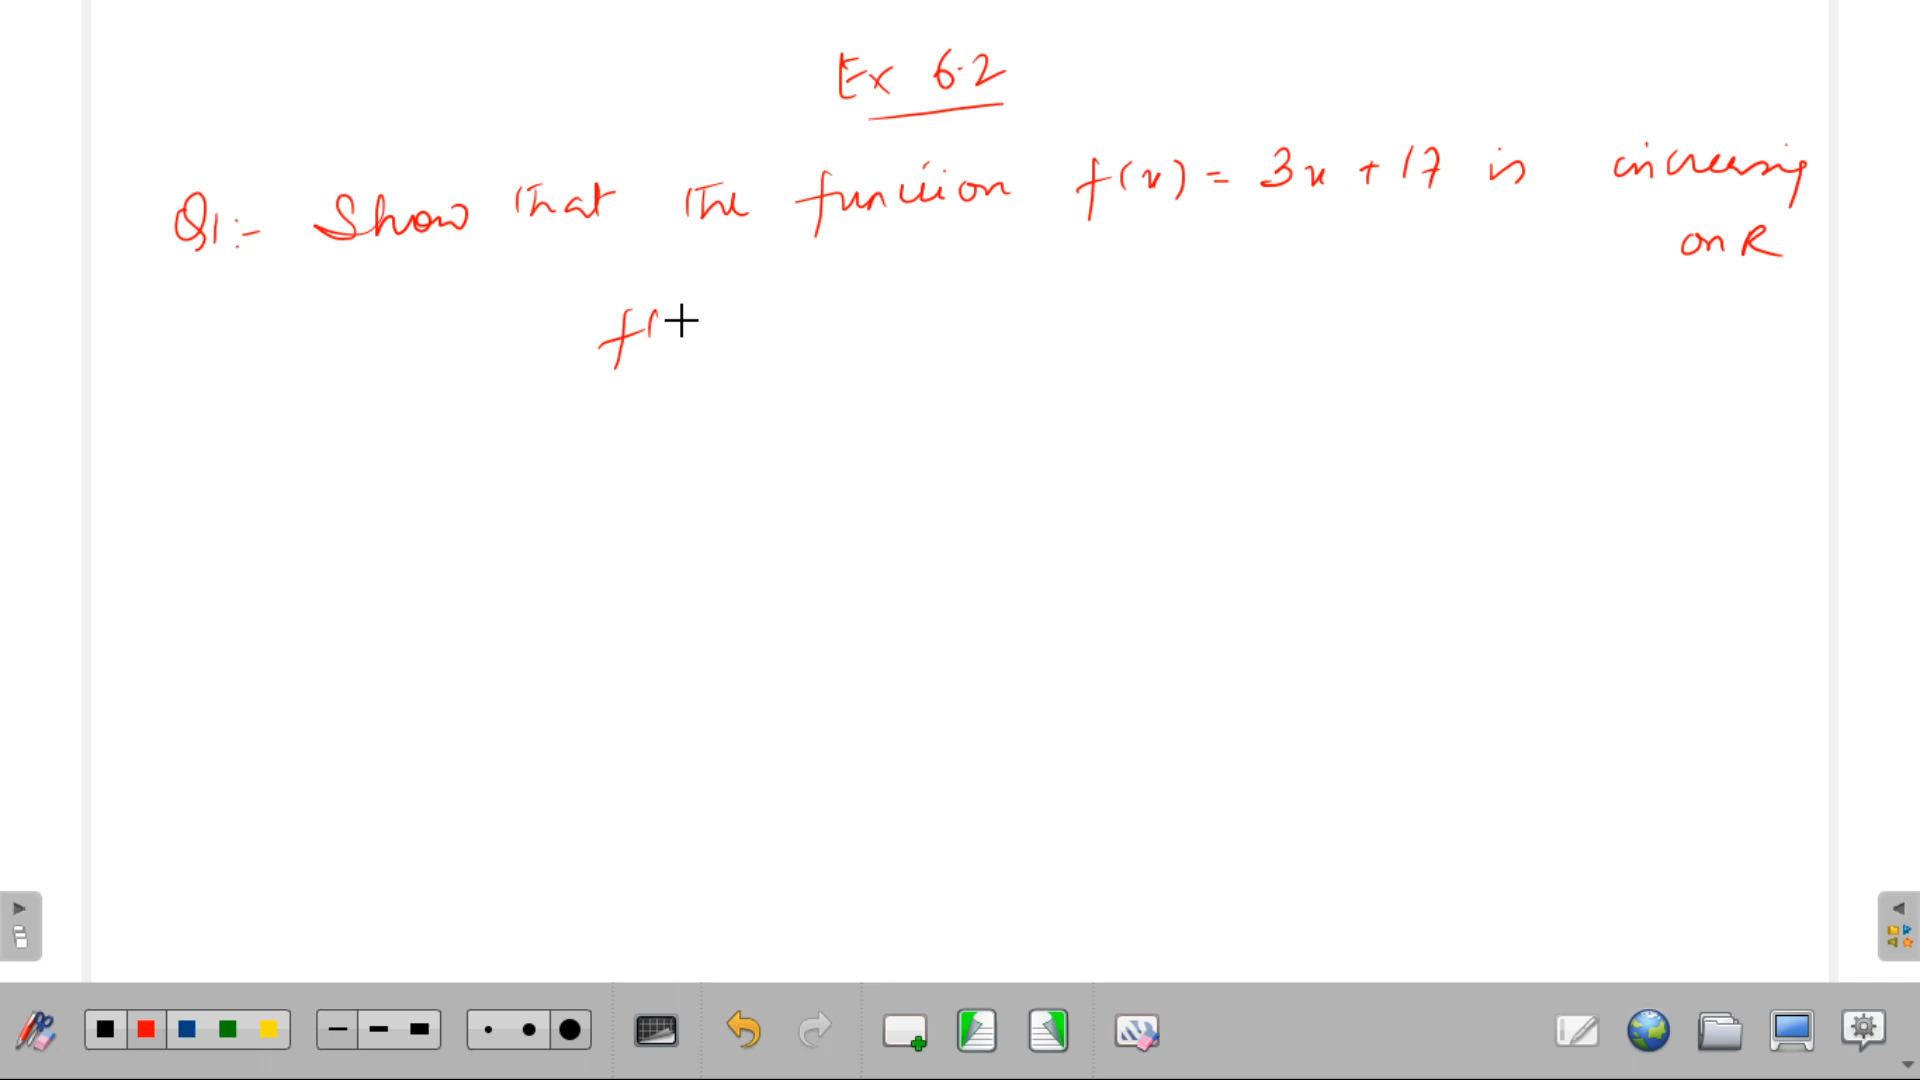 Ex 6.2
Q1:- Show that the function f(x) = 3x + 17 is increasing
on R
f(